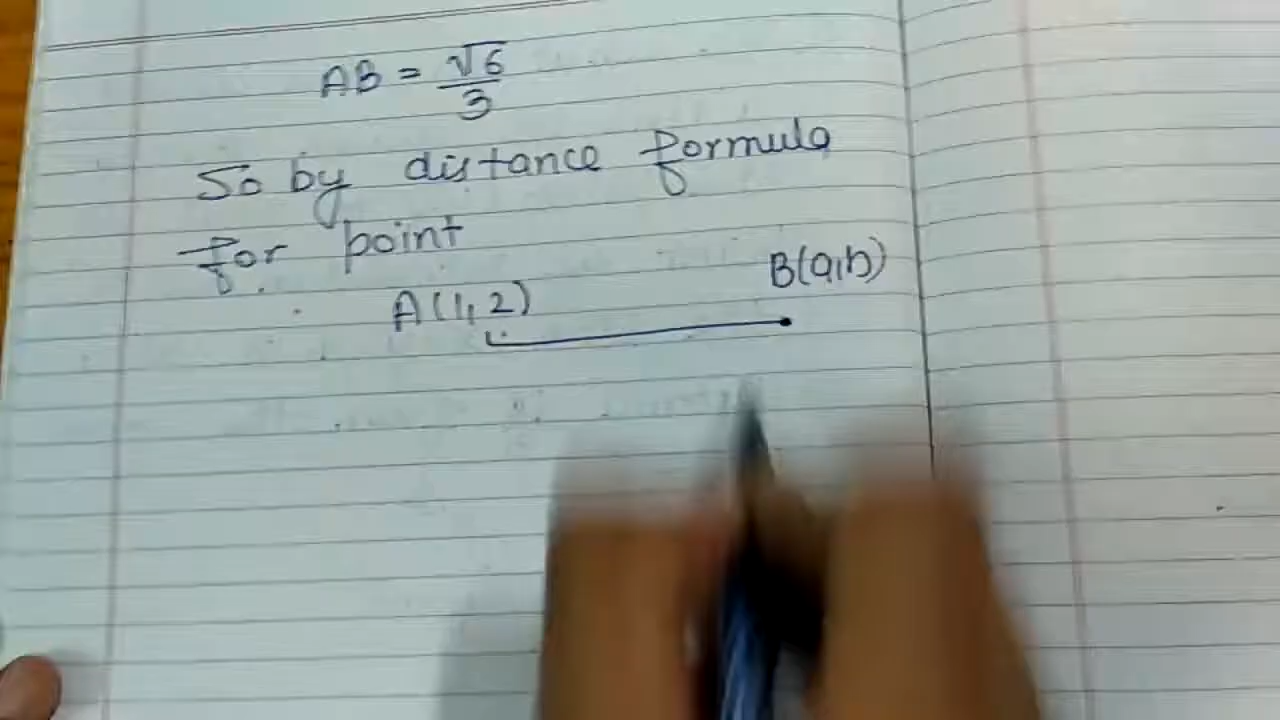 AB = √6/3
So by distance formula
for point
A(1, 2) B(a,b)